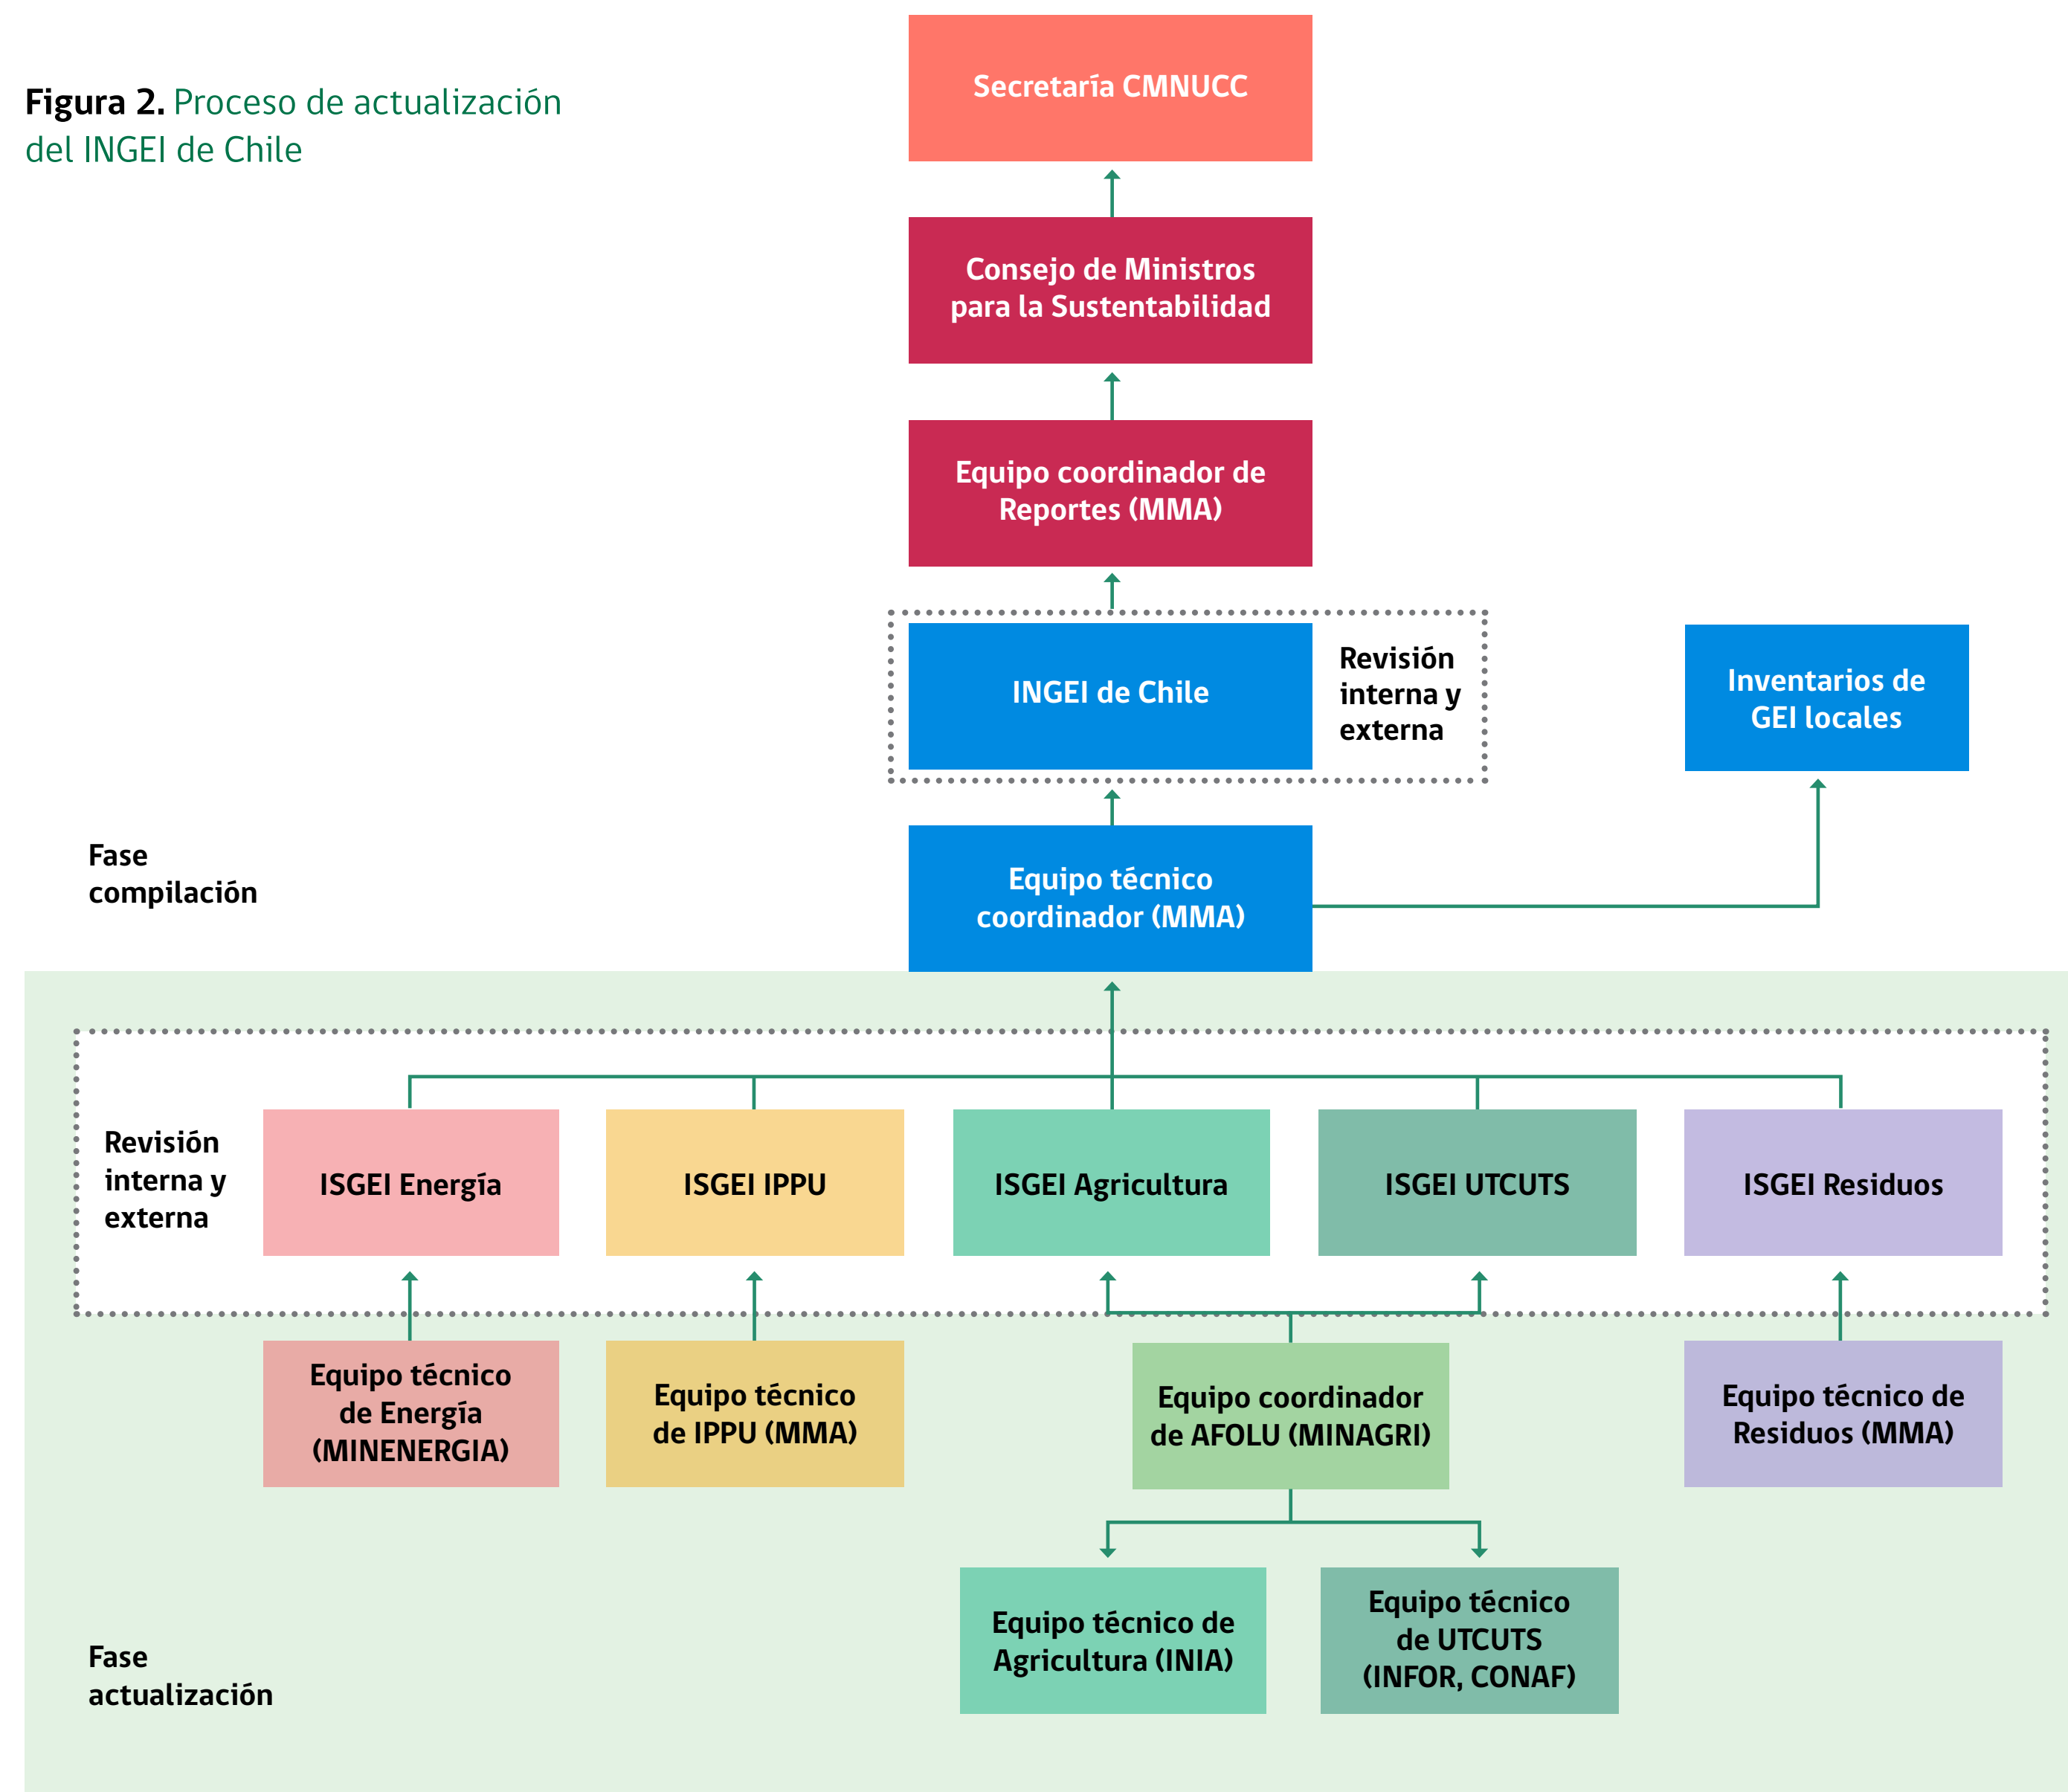 Figura 2. Proceso de actualización
del INGEI de Chile
Secretaría CMNUCC
Consejo de Ministros
para la Sustentabilidad
Equipo coordinador de
Reportes (MMA)
INGEI de Chile
Revisión
interna y
externa
Inventarios de
GEI locales
Fase
compilación
Equipo técnico
coordinador (MMA)
Revisión
interna y
externa
ISGEI Energía
ISGEI IPPU
ISGEI Agricultura
ISGEI UTCUTS
ISGEI Residuos
Equipo técnico
de Energía
(MINENERGIA)
Equipo técnico
de IPPU (MMA)
Equipo coordinador
de AFOLU (MINAGRI)
Equipo técnico de
Residuos (MMA)
Equipo técnico de
Agricultura (INIA)
Equipo técnico
de UTCUTS
(INFOR, CONAF)
Fase
actualización